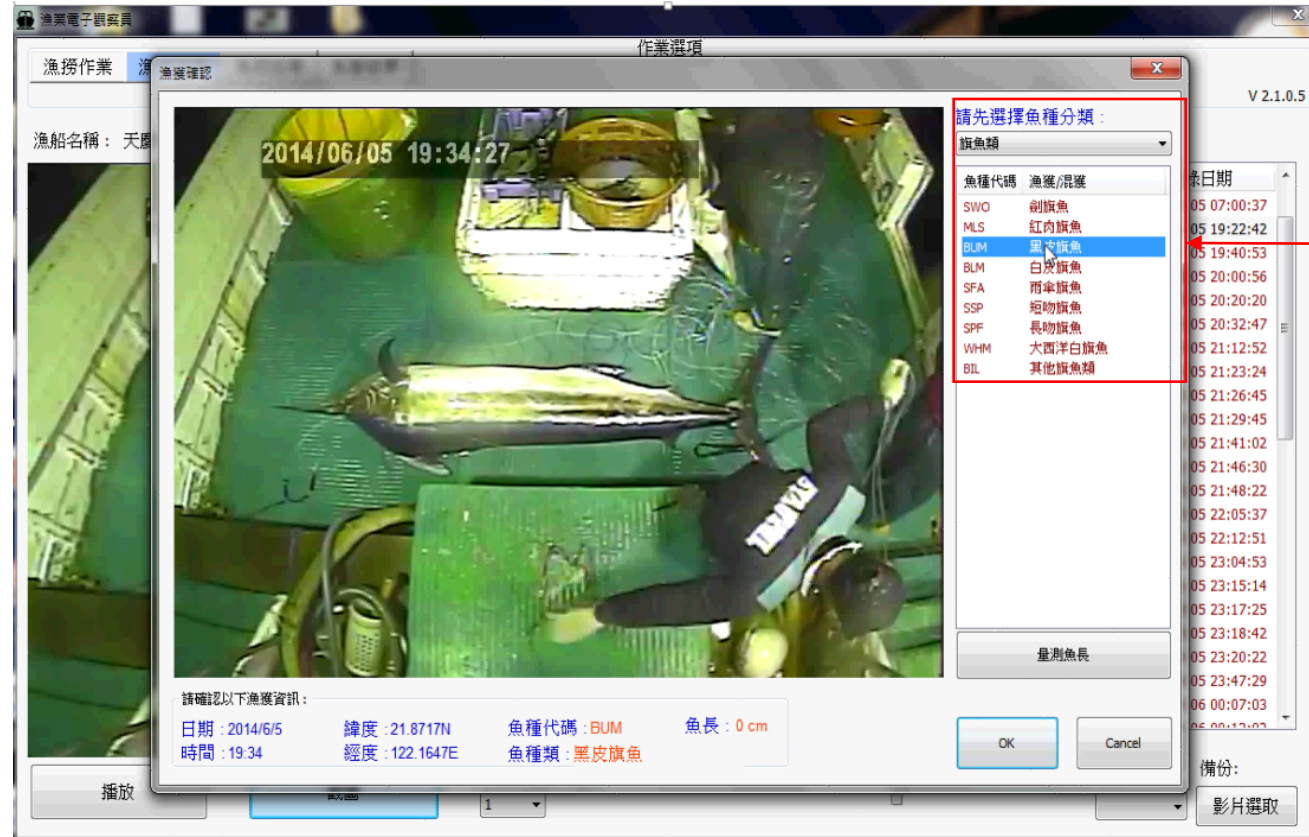 漁業電子觀察員
作業選項
漁撈作業
漁獲確認
V 2.1.0.5
漁船名稱： 天
2014/06/05 19:34:27
請先選擇魚種分類：
旗魚類
魚種代碼 漁獲/混獲
SWO 劍旗魚
MLS 紅肉旗魚
BUM 黑皮旗魚
BLM 白皮旗魚
SFA 雨傘旗魚
SSP 短吻旗魚
SPF 長吻旗魚
WHM 大西洋白旗魚
BIL 其他旗魚類
日期
05 07:00:37
05 19:22:42
05 19:40:53
05 20:00:56
05 20:20:20
05 20:32:47
05 21:12:52
05 21:23:24
05 21:26:45
05 21:29:45
05 21:41:02
05 21:46:30
05 21:48:22
05 22:05:37
05 22:12:51
05 23:04:53
05 23:15:14
05 23:17:25
05 23:18:42
05 23:20:22
05 23:47:29
06 00:07:03
量測魚長
請確認以下漁獲資訊：
日期：2014/6/5 緯度：21.8717N 魚種代碼：BUM 魚長：0 cm
時間：19:34 經度：122.1647E 魚種類：黑皮旗魚
OK Cancel
播放
1
備份:
影片選取